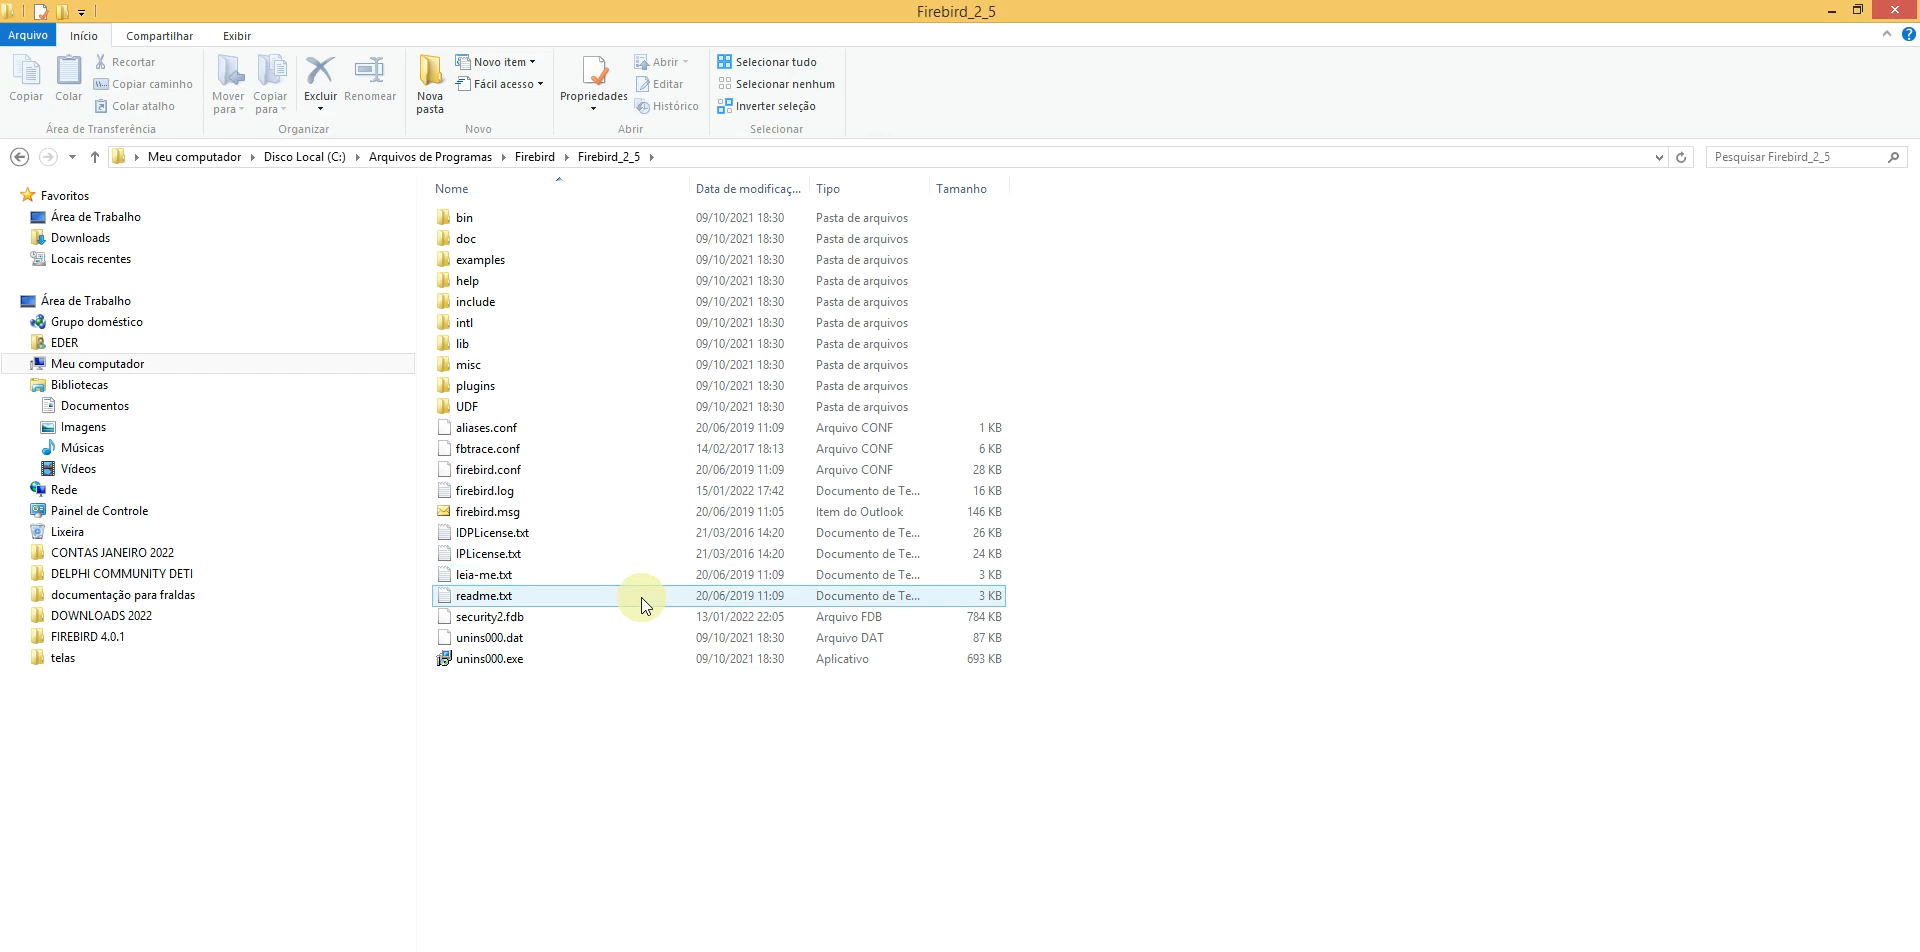 Firebird_2_5
Arquivo Início Compartilhar Exibir
Copiar Colar Recortar Copiar caminho Colar atalho
Área de Transferência
Mover para Copiar para Excluir Renomear
Organizar
Nova pasta Novo item Fácil acesso
Novo
Propriedades Abrir Editar Histórico
Abrir
Selecionar tudo
Selecionar nenhum
Inverter seleção
Selecionar
Meu computador Disco Local (C:) Arquivos de Programas Firebird Firebird_2_5
Pesquisar Firebird_2_5
Favoritos
Área de Trabalho
Downloads
Locais recentes
Área de Trabalho
Grupo doméstico
EDER
Meu computador
Bibliotecas
Documentos
Imagens
Músicas
Vídeos
Rede
Painel de Controle
Lixeira
CONTAS JANEIRO 2022
DELPHI COMMUNITY DETI
documentação para fraldas
DOWNLOADS 2022
FIREBIRD 4.0.1
telas
Nome Data de modificaç... Tipo Tamanho
bin 09/10/2021 18:30 Pasta de arquivos
doc 09/10/2021 18:30 Pasta de arquivos
examples 09/10/2021 18:30 Pasta de arquivos
help 09/10/2021 18:30 Pasta de arquivos
include 09/10/2021 18:30 Pasta de arquivos
intl 09/10/2021 18:30 Pasta de arquivos
lib 09/10/2021 18:30 Pasta de arquivos
misc 09/10/2021 18:30 Pasta de arquivos
plugins 09/10/2021 18:30 Pasta de arquivos
UDF 09/10/2021 18:30 Pasta de arquivos
aliases.conf 20/06/2019 11:09 Arquivo CONF 1 KB
fbtrace.conf 14/02/2017 18:13 Arquivo CONF 6 KB
firebird.conf 20/06/2019 11:09 Arquivo CONF 28 KB
firebird.log 15/01/2022 17:42 Documento de Te... 16 KB
firebird.msg 20/06/2019 11:05 Item do Outlook 146 KB
IDPLicense.txt 21/03/2016 14:20 Documento de Te... 26 KB
IPLicense.txt 21/03/2016 14:20 Documento de Te... 24 KB
leia-me.txt 20/06/2019 11:09 Documento de Te... 3 KB
readme.txt 20/06/2019 11:09 Documento de Te... 3 KB
security2.fdb 13/01/2022 22:05 Arquivo FDB 784 KB
unins000.dat 09/10/2021 18:30 Arquivo DAT 87 KB
unins000.exe 09/10/2021 18:30 Aplicativo 693 KB